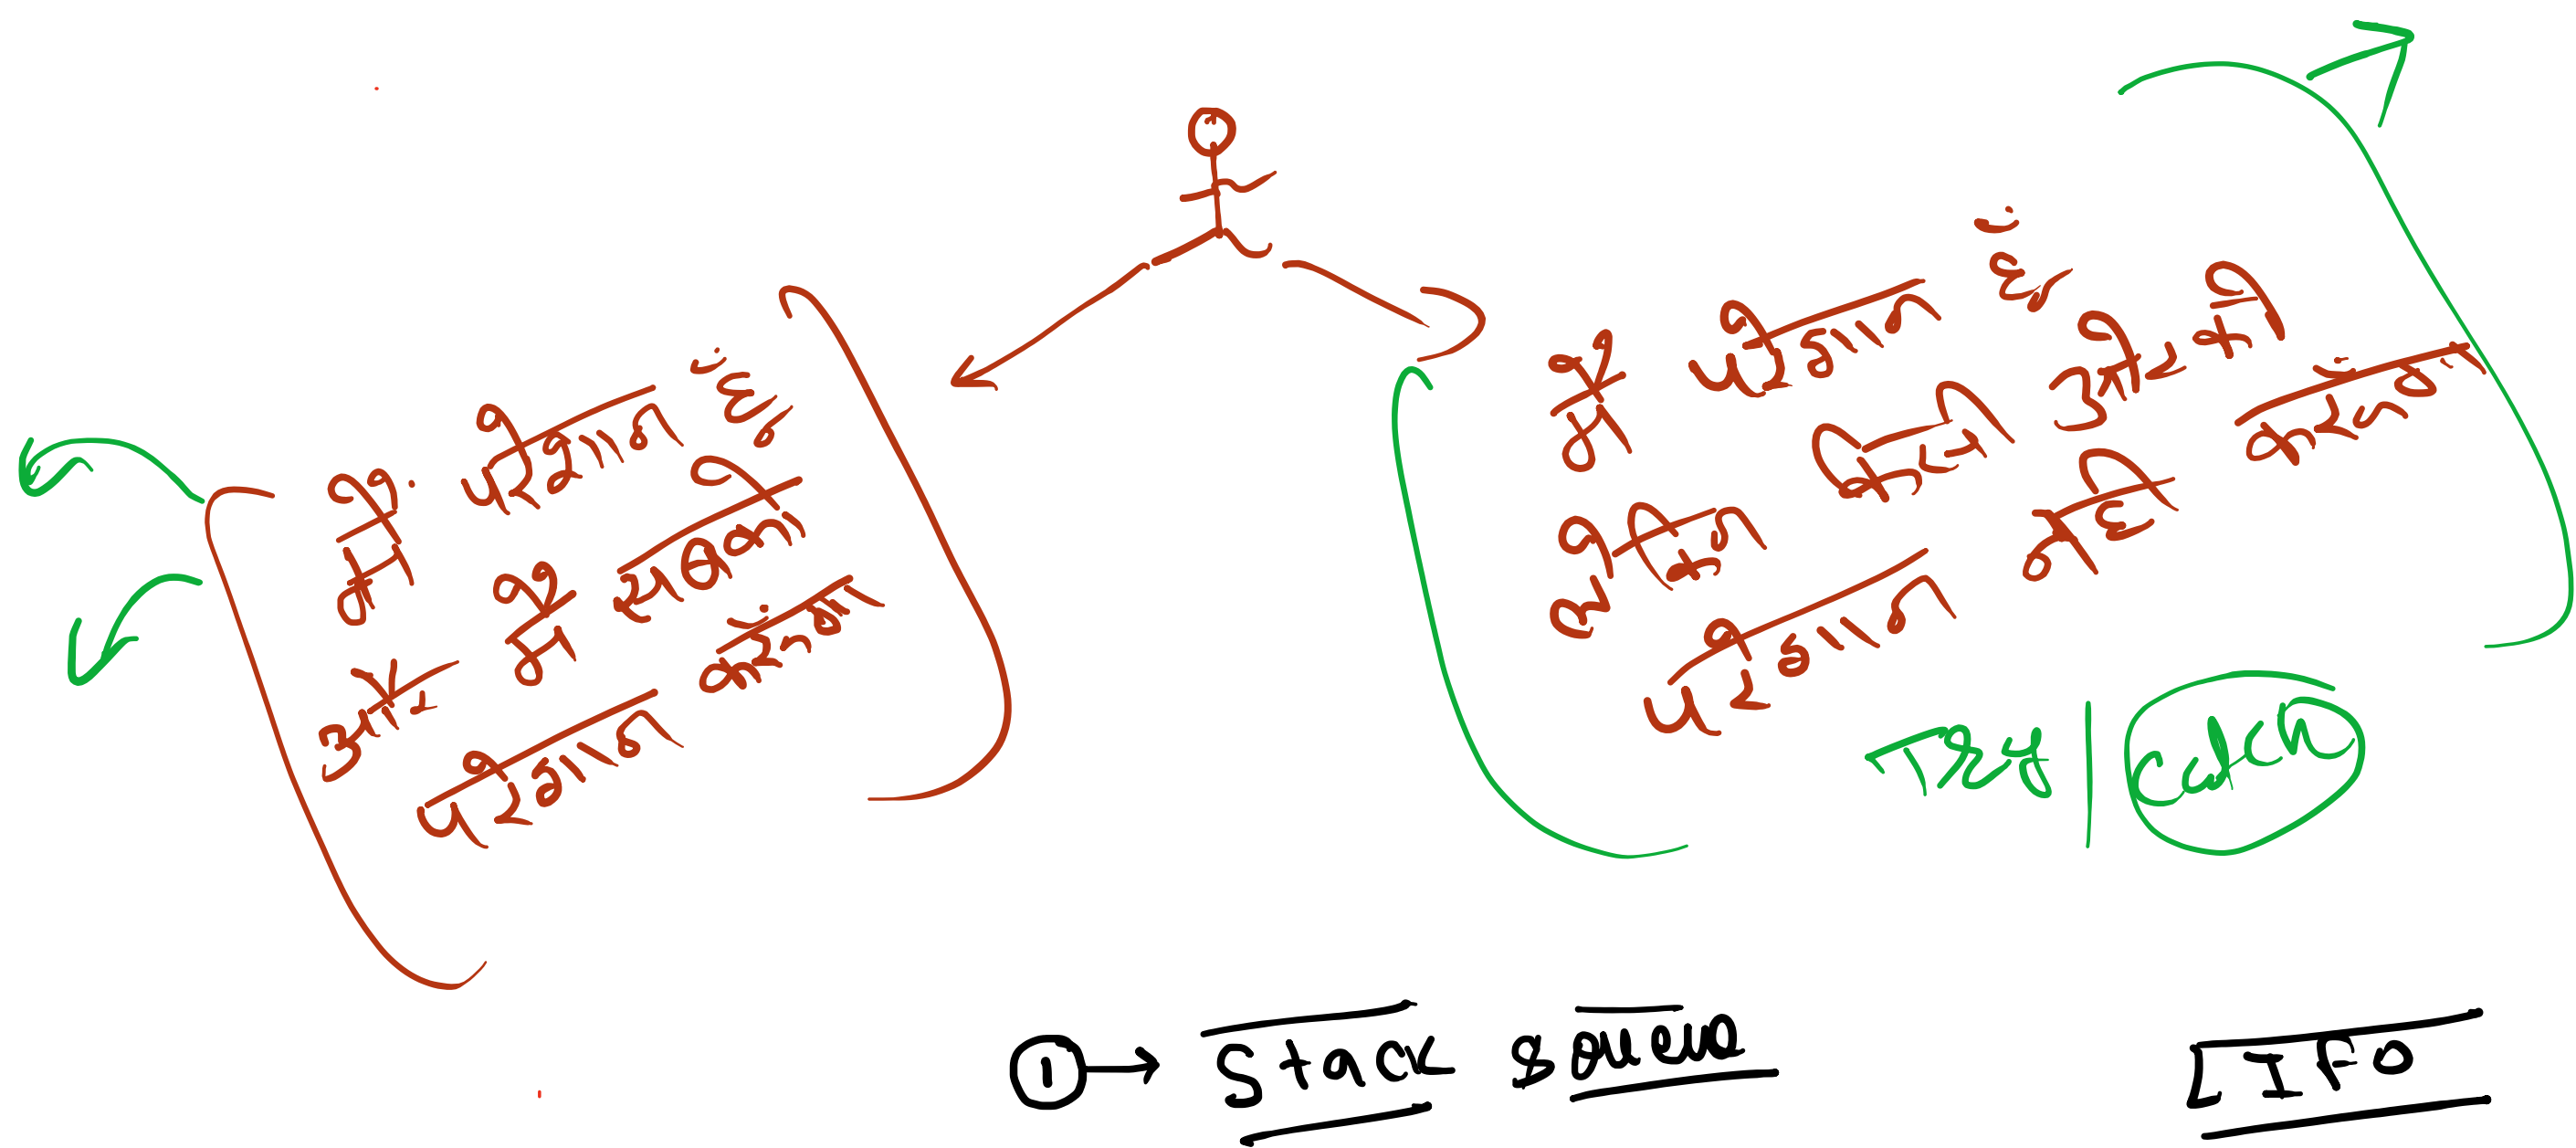 मैं परेशान हूं
और मैं सबको
परेशान करूंगा
मैं परेशान हूं
लेकिन किसी और को
परेशान नहीं करूंगा
Try | Catch
① → Stack & Queue
LIFO